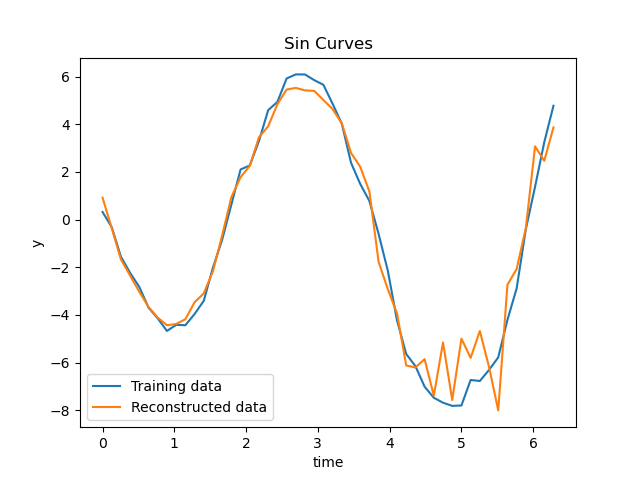 Sin Curves
6
4
2
0
−2
−4
−6
−8
y
Training data
Reconstructed data
0 1 2 3 4 5 6
time